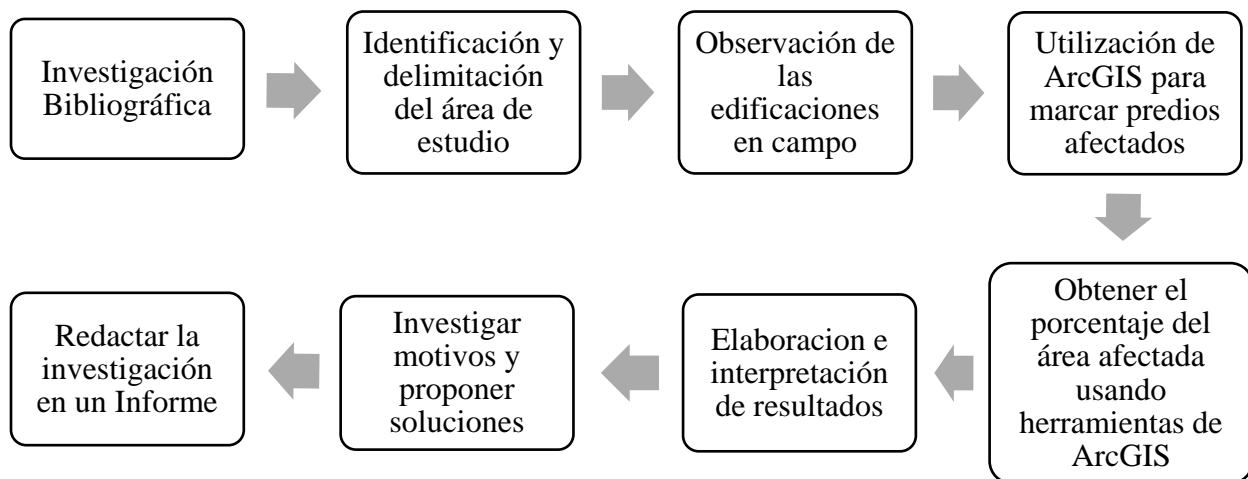 Investigación
Bibliográfica
Identificación y
delimitación
del área de
estudio
Observación de
las
edificaciones
en campo
Utilización de
ArcGIS para
marcar predios
afectados
Obtener el
porcentaje del
área afectada
usando
herramientas de
ArcGIS
Elaboracion e
interpretación
de resultados
Investigar
motivos y
proponer
soluciones
Redactar la
investigación
en un Informe